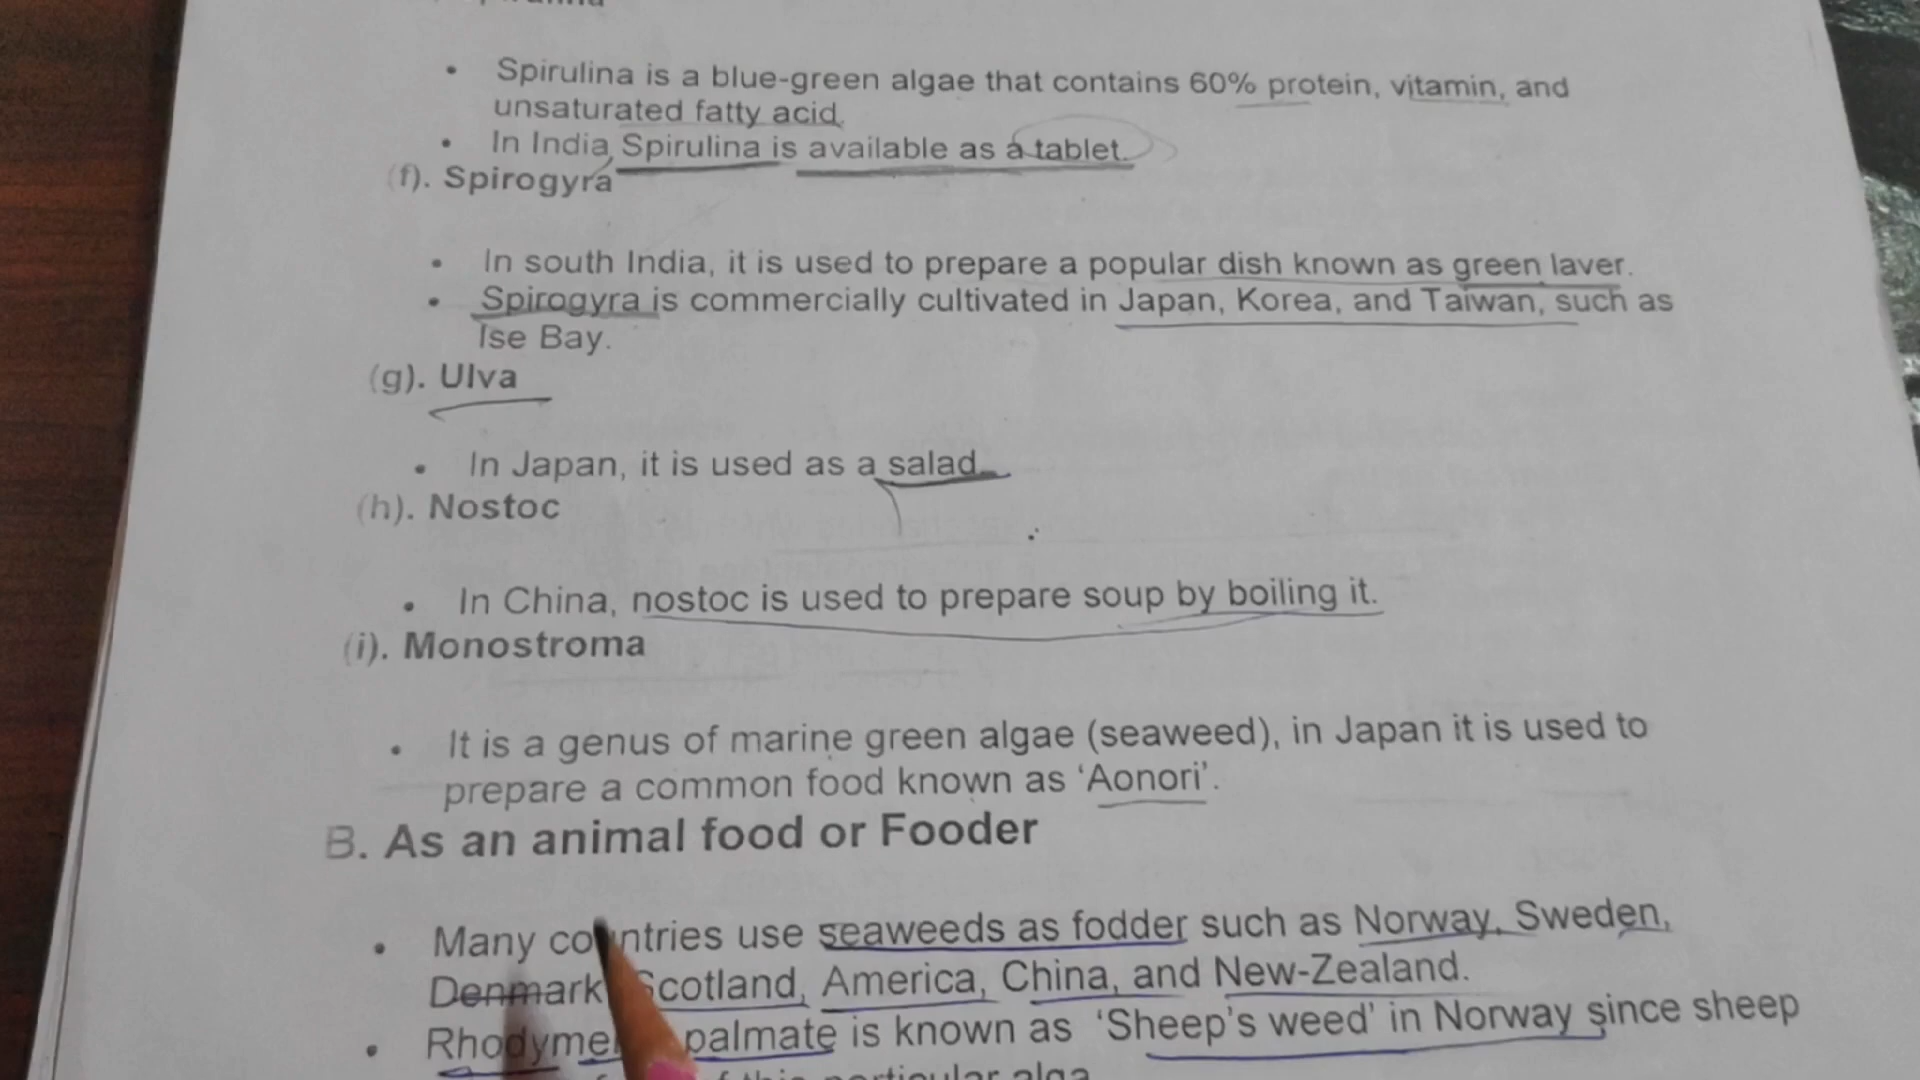 • Spirulina is a blue-green algae that contains 60% protein, vitamin, and
unsaturated fatty acid.
• In India, Spirulina is available as a tablet.
(f). Spirogyra
• In south India, it is used to prepare a popular dish known as green laver.
• Spirogyra is commercially cultivated in Japan, Korea, and Taiwan, such as
Ise Bay.
(g). Ulva
• In Japan, it is used as a salad.
(h). Nostoc
• In China, nostoc is used to prepare soup by boiling it.
(i). Monostroma
• It is a genus of marine green algae (seaweed), in Japan it is used to
prepare a common food known as ‘Aonori’.
B. As an animal food or Fooder
• Many countries use seaweeds as fodder such as Norway, Sweden,
Denmark, Scotland, America, China, and New-Zealand.
• palmate is known as ‘Sheep's weed’ in Norway since sheep
of this particular alga